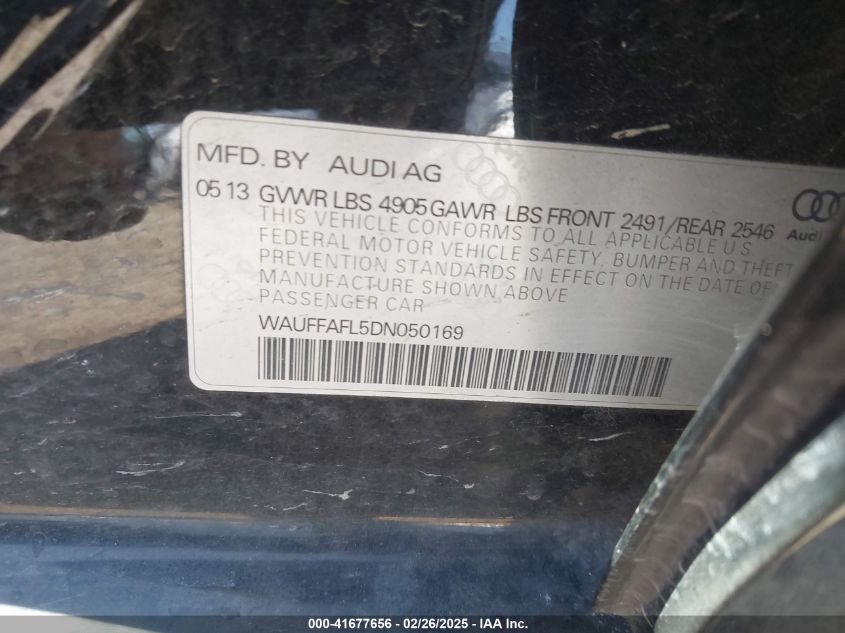 MFD. BY AUDI AG
05 13 GVWR LBS 4905 GAWR LBS FRONT 2491/REAR 2546
THIS VEHICLE CONFORMS TO ALL APPLICABLE U.S.
FEDERAL MOTOR VEHICLE SAFETY, BUMPER AND THEFT
PREVENTION STANDARDS IN EFFECT ON THE DATE OF
MANUFACTURE SHOWN ABOVE
PASSENGER CAR
WAUFFAFL5DN050169
Audi
000-41677656 - 02/26/2025 - IAA Inc.